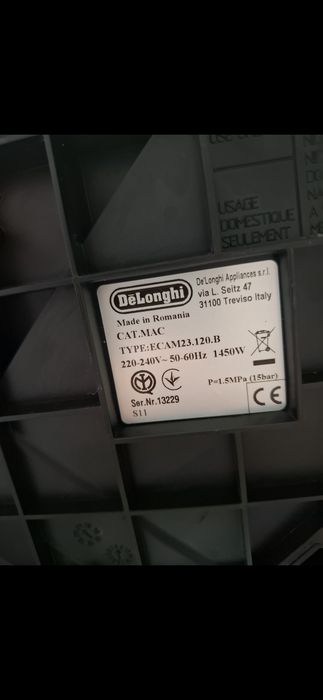 USAGE
DOMESTIQUE
SEULEMENT
DeLonghi
De'Longhi Appliances s.r.l.
via L. Seitz 47
31100 Treviso Italy
Made in Romania
CAT.MAC
TYPE:ECAM23.120.B
220-240V~ 50-60Hz 1450W
P=1.5MPa (15bar)
CE
Ser.Nr.13229
S11